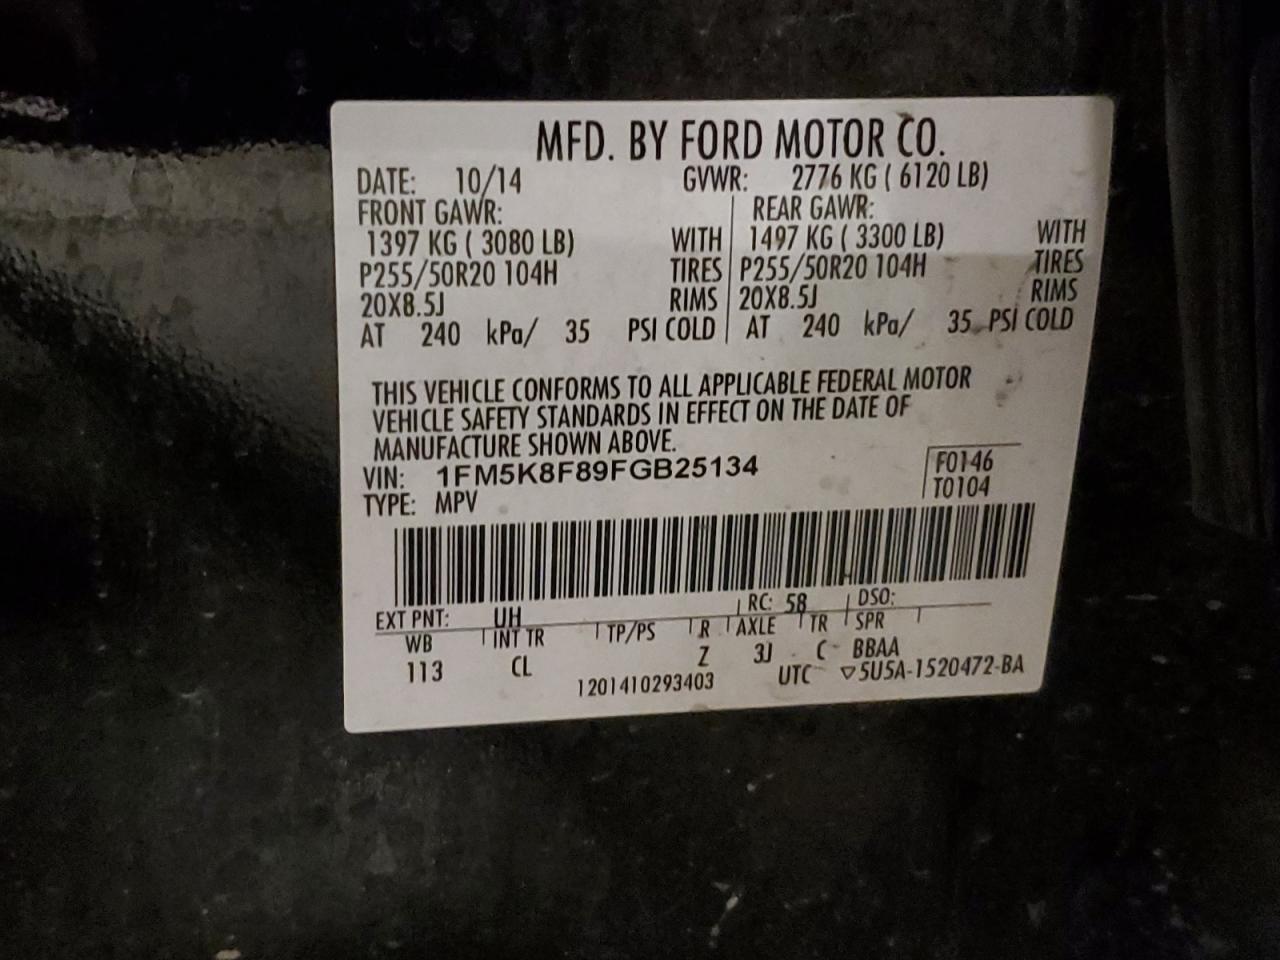 MFD. BY FORD MOTOR CO.
DATE: 10/14 GVWR: 2776 KG ( 6120 LB)
FRONT GAWR: REAR GAWR:
1397 KG ( 3080 LB) WITH 1497 KG ( 3300 LB) WITH
P255/50R20 104H TIRES P255/50R20 104H TIRES
20X8.5J RIMS 20X8.5J RIMS
AT 240 kPa/ 35 PSI COLD AT 240 kPa/ 35 PSI COLD
THIS VEHICLE CONFORMS TO ALL APPLICABLE FEDERAL MOTOR
VEHICLE SAFETY STANDARDS IN EFFECT ON THE DATE OF
MANUFACTURE SHOWN ABOVE.
VIN: 1FM5K8F89FGB25134 F0146
TYPE: MPV T0104
EXT PNT: UH RC: 58 DSO:
WB INT TR TP/PS R AXLE TR SPR
113 CL Z 3J C BBAA
1201410293403 UTC ▽5U5A-1520472-BA